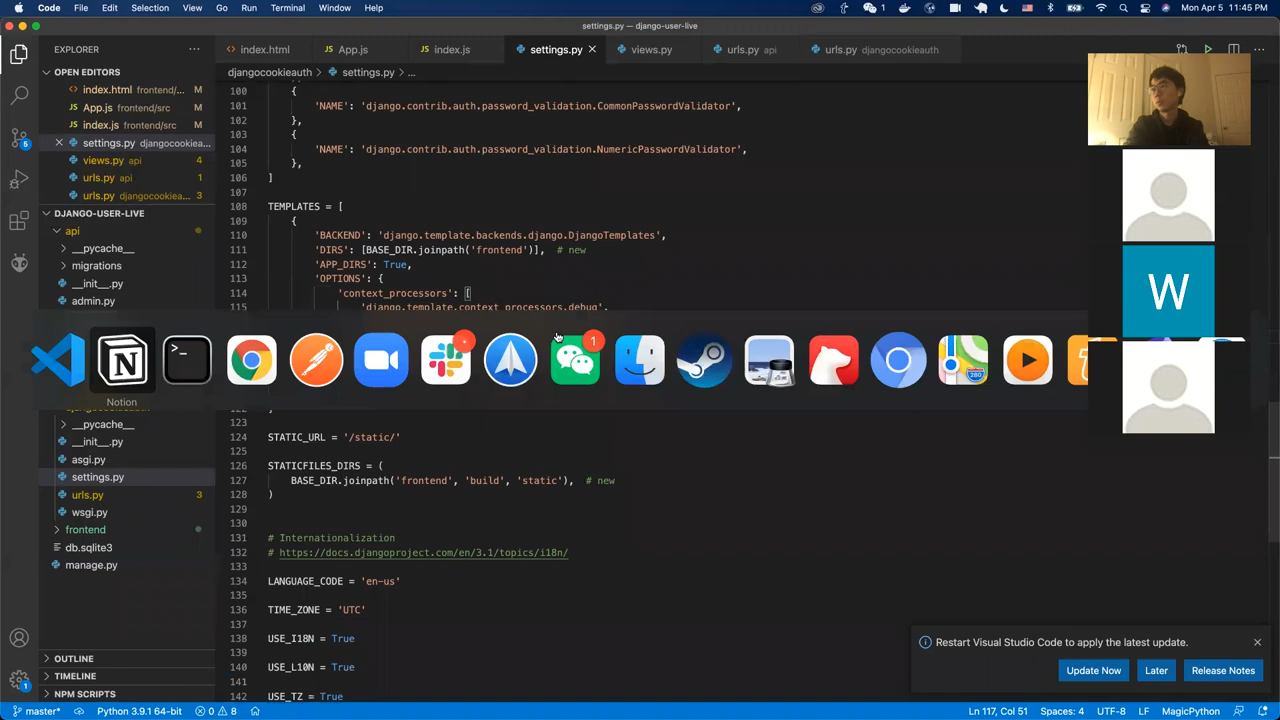 Code File Edit Selection View Go Run Terminal Window Help
1
Mon Apr 5 11:45 PM
settings.py — django-user-live
EXPLORER
index.html
App.js
index.js
settings.py
views.py
urls.py api
urls.py djangocookieauth
OPEN EDITORS
djangocookieauth > settings.py > ...
index.html frontend/... M
App.js frontend/src M
index.js frontend/src M
settings.py djangocookiea... M
views.py api 4
urls.py api 1
urls.py djangocookiea... 3
DJANGO-USER-LIVE
api
__pycache__
migrations
__init__.py
admin.py
100 {
101 'NAME': 'django.contrib.auth.password_validation.CommonPasswordValidator',
102 },
103 {
104 'NAME': 'django.contrib.auth.password_validation.NumericPasswordValidator',
105 },
106 ]
107
108 TEMPLATES = [
109 {
110 'BACKEND': 'django.template.backends.django.DjangoTemplates',
111 'DIRS': [BASE_DIR.joinpath('frontend')], # new
112 'APP_DIRS': True,
113 'OPTIONS': {
114 'context_processors': [
115 'django.template.context_processors.debug',
W
1
Notion
__pycache__
__init__.py
asgi.py
settings.py
urls.py 3
wsgi.py
frontend
db.sqlite3
manage.py
123
124 STATIC_URL = '/static/'
125
126 STATICFILES_DIRS = (
127 BASE_DIR.joinpath('frontend', 'build', 'static'), # new
128 )
129
130
131 # Internationalization
132 # https://docs.djangoproject.com/en/3.1/topics/i18n/
133
134 LANGUAGE_CODE = 'en-us'
135
136 TIME_ZONE = 'UTC'
137
138 USE_I18N = True
139
140 USE_L10N = True
141
142 USE_TZ = True
5
1
OUTLINE
TIMELINE
NPM SCRIPTS
Restart Visual Studio Code to apply the latest update.
Update Now
Later
Release Notes
master* Python 3.9.1 64-bit 0 8
Ln 117, Col 51 Spaces: 4 UTF-8 LF MagicPython